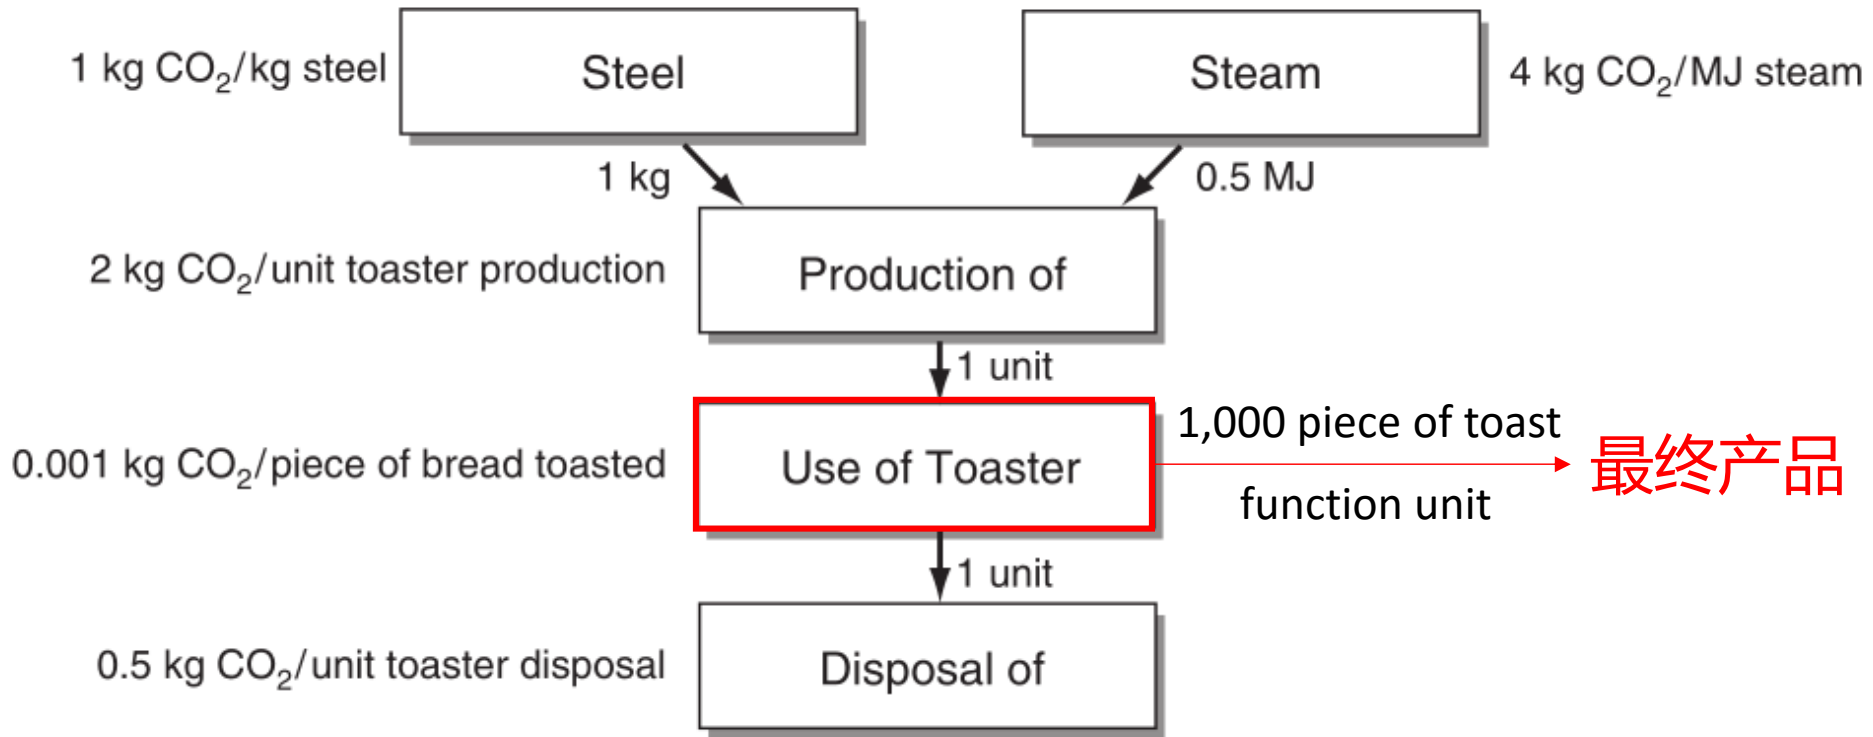 1 kg CO₂/kg steel
Steel
Steam
4 kg CO₂/MJ steam
1 kg
0.5 MJ
2 kg CO₂/unit toaster production
Production of
1 unit
0.001 kg CO₂/piece of bread toasted
Use of Toaster
1,000 piece of toast
function unit
最终产品
1 unit
0.5 kg CO₂/unit toaster disposal
Disposal of